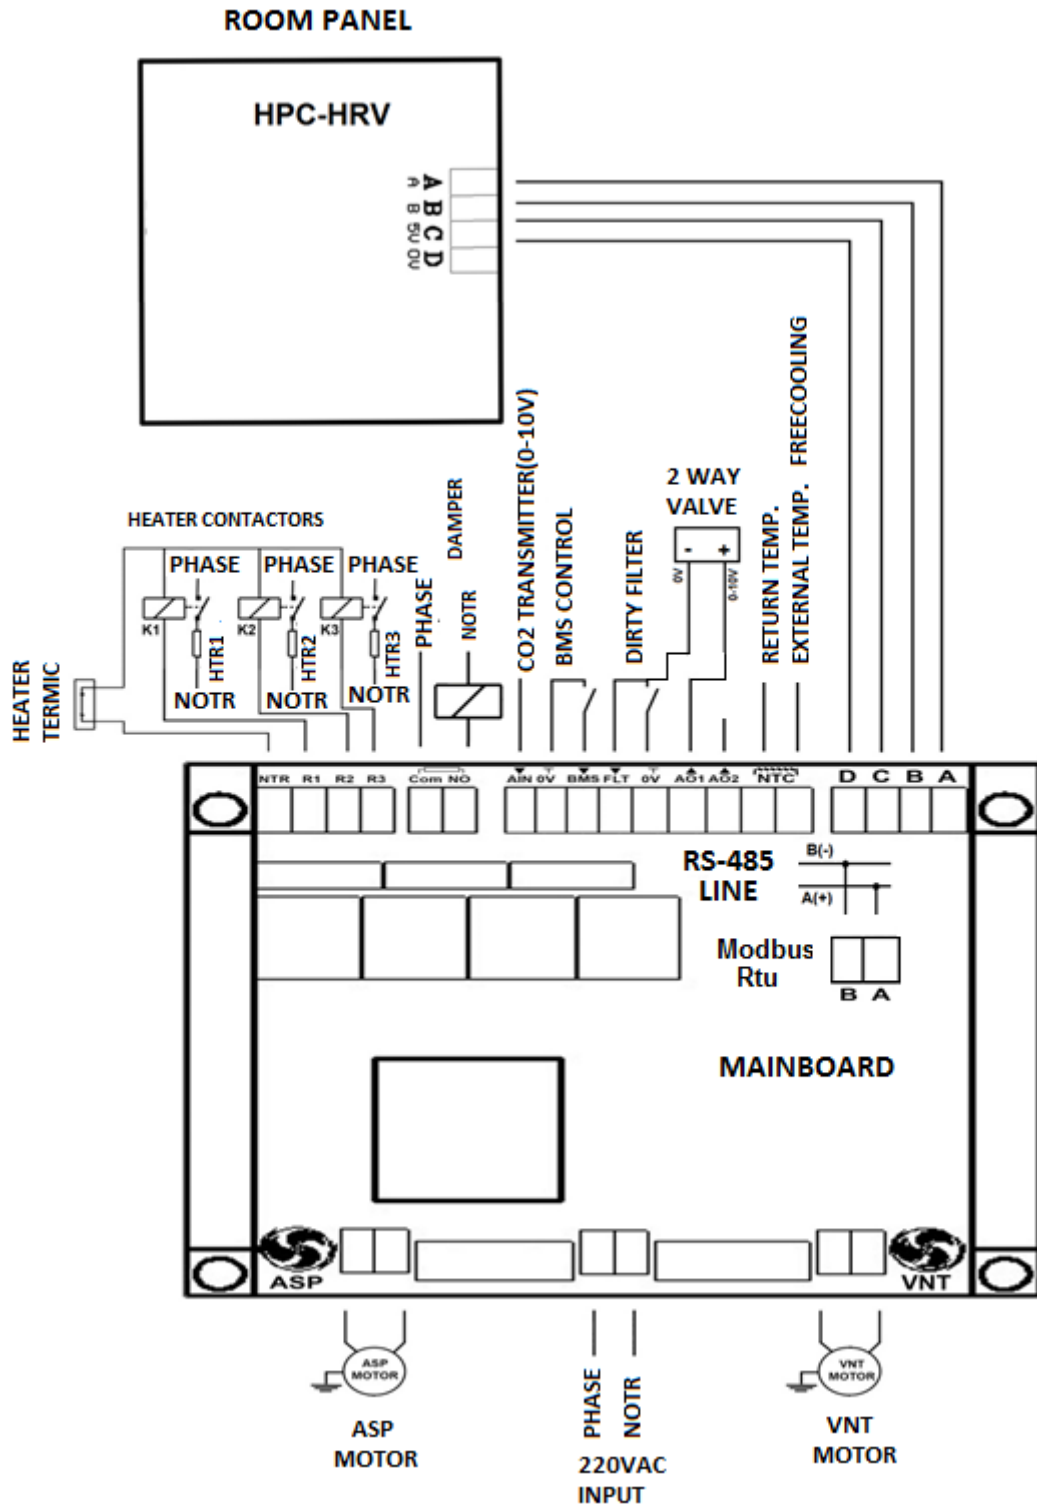 ROOM PANEL
HPC-HRV
A A
B B
5V C
0V D
HEATER CONTACTORS
PHASE
PHASE
PHASE
K1
K2
K3
HTR1
HTR2
HTR3
NOTR
NOTR
NOTR
HEATER
TERMIC
PHASE
DAMPER
NOTR
CO2 TRANSMITTER(0-10V)
BMS CONTROL
DIRTY FILTER
2 WAY
VALVE
- +
0V
0-10V
RETURN TEMP.
EXTERNAL TEMP. FREECOOLING
NTR R1 R2 R3 Com NO AIN 0V BMS FLT 0V AO1 AO2 NTC D C B A
RS-485
LINE
B(-)
A(+)
Modbus
Rtu
B A
MAINBOARD
ASP
VNT
ASP
MOTOR
VNT
MOTOR
ASP
MOTOR
PHASE
NOTR
220VAC
INPUT
VNT
MOTOR